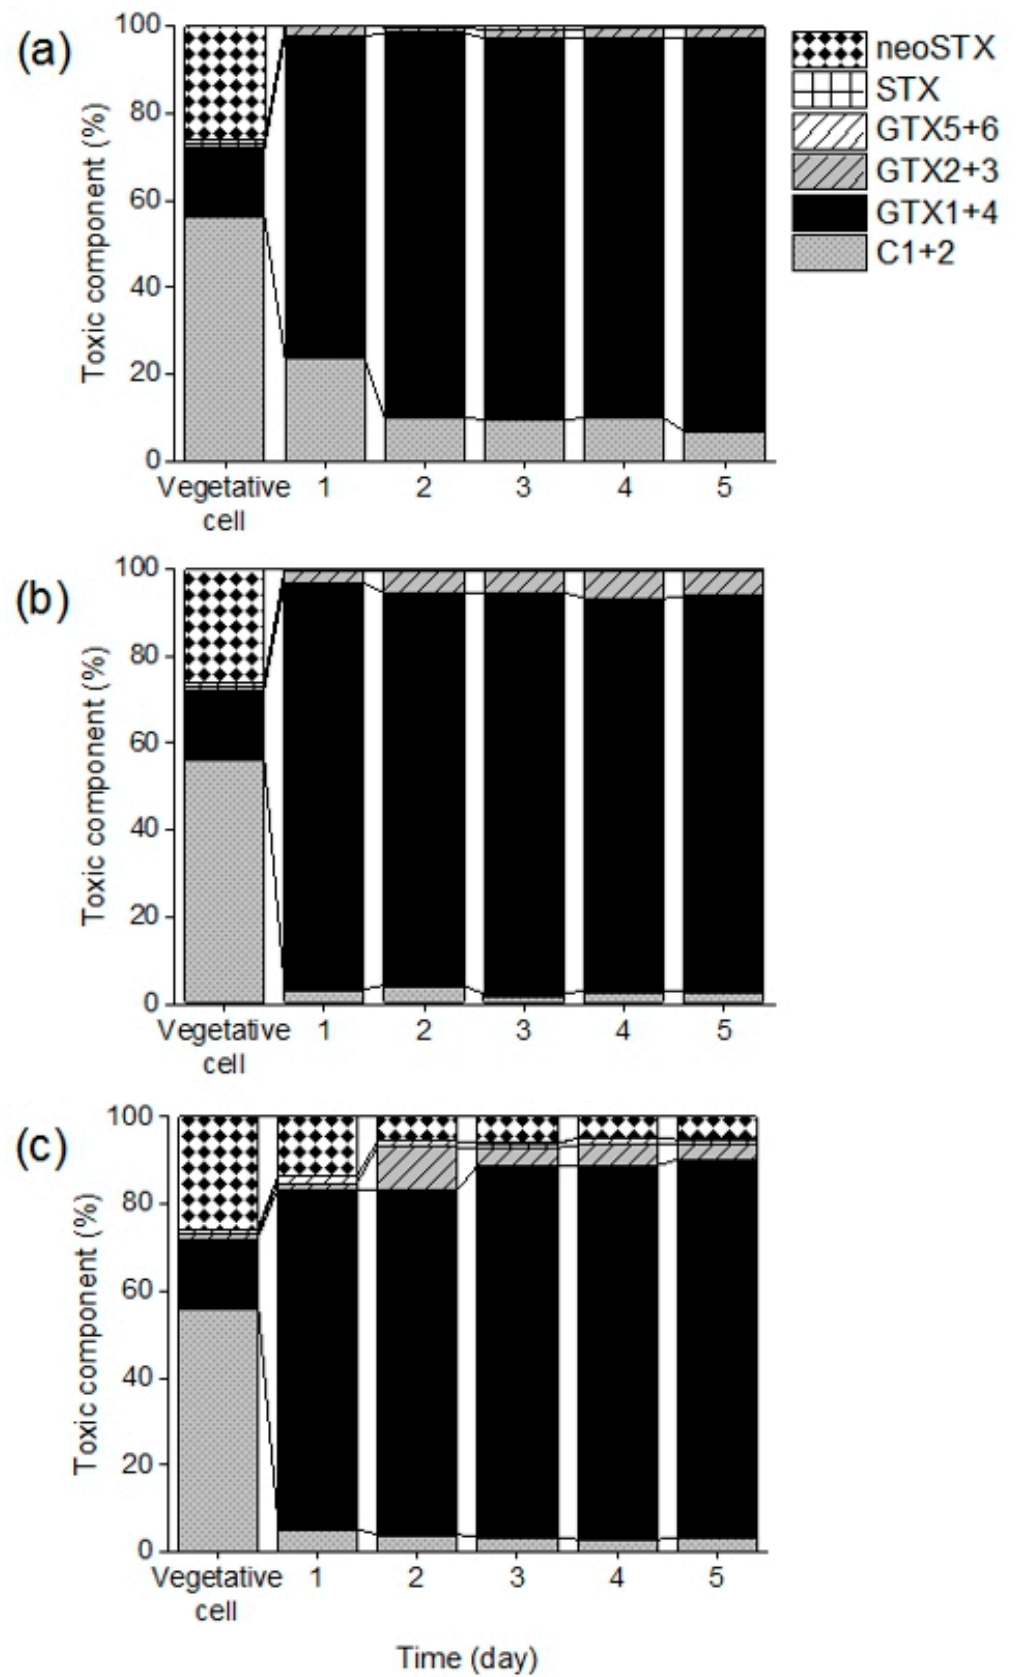 (a)
Toxic component (%)
100
80
60
40
20
0
Vegetative 1 2 3 4 5
cell
neoSTX
STX
GTX5+6
GTX2+3
GTX1+4
C1+2
(b)
Toxic component (%)
100
80
60
40
20
0
Vegetative 1 2 3 4 5
cell
(c)
Toxic component (%)
100
80
60
40
20
0
Vegetative 1 2 3 4 5
cell
Time (day)